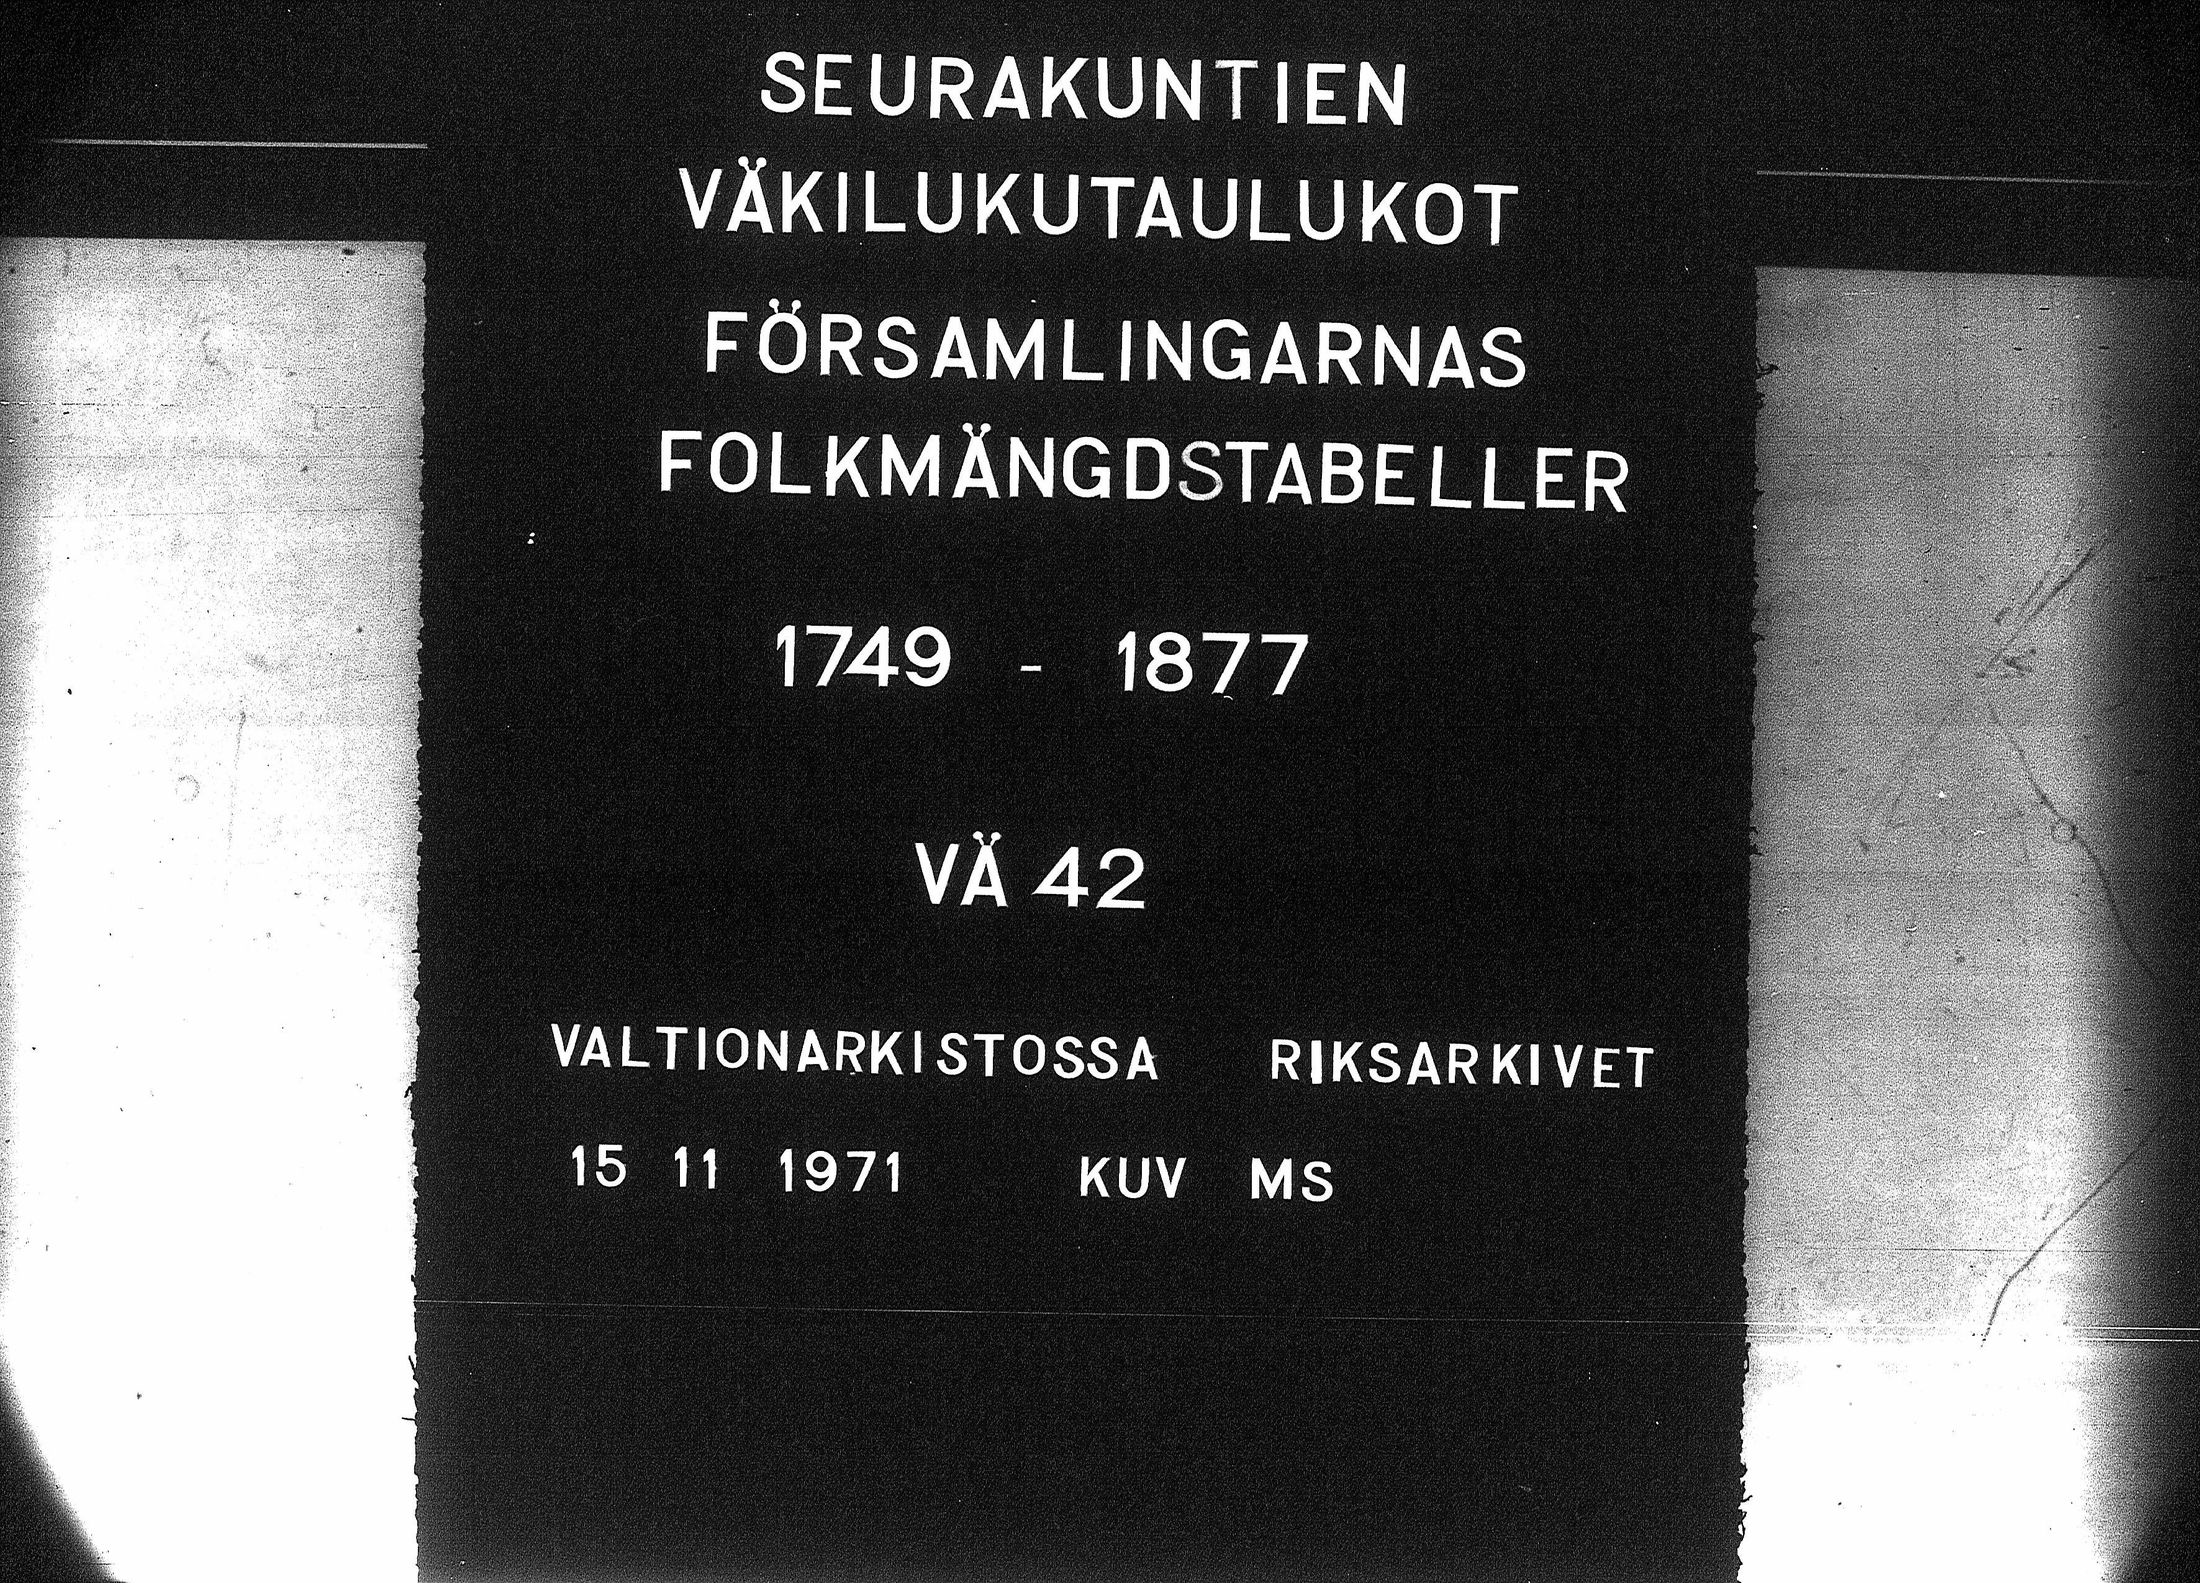 SEURAKUNTIEN
VÄKILUKUTAULUKOT
FÖRSAMLINGARNAS
FOLKMÄNGDSTABELLER
1749 - 1877
VÄ 42
VALTIONARKISTOSSA RIKSARKIVET
15 11 1971 KUV MS